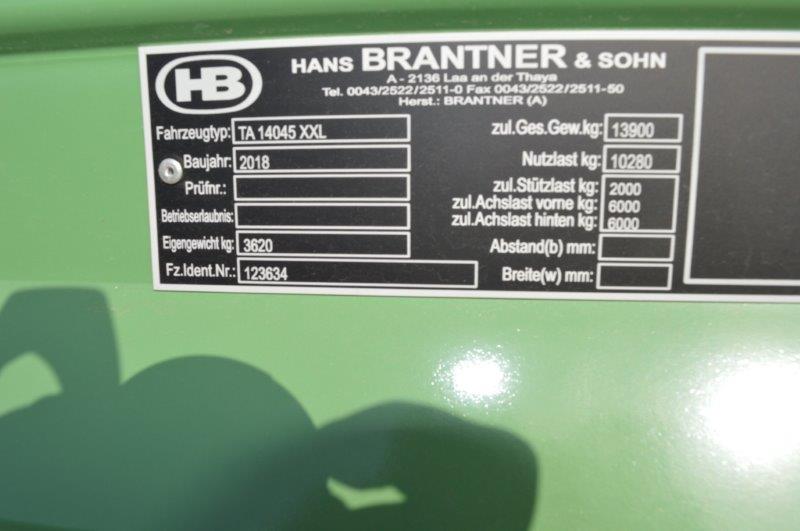 HB
HANS BRANTNER & SOHN
A - 2136 Laa an der Thaya
Tel. 0043/2522/2511-0 Fax 0043/2522/2511-50
Herst.: BRANTNER (A)
Fahrzeugtyp: TA 14045 XXL
Baujahr: 2018
Prüfnr.:
Betriebserlaubnis:
Eigengewicht kg: 3620
Fz.Ident.Nr.: 123634
zul.Ges.Gew.kg: 13900
Nutzlast kg: 10280
zul.Stützlast kg: 2000
zul.Achslast vorne kg: 6000
zul.Achslast hinten kg: 6000
Abstand(b) mm:
Breite(w) mm: